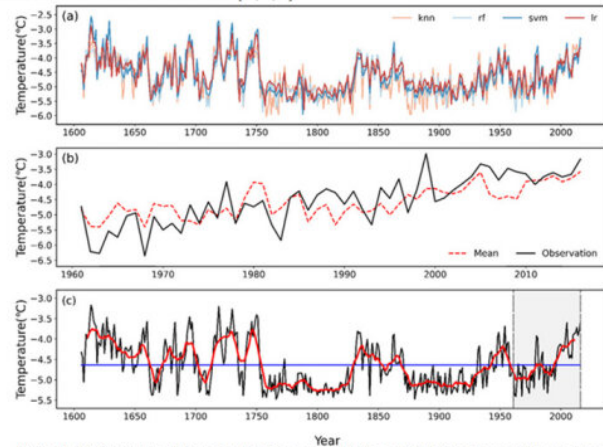 (a)
knn rf svm lr
Temperature(℃)
-2.5
-3.0
-3.5
-4.0
-4.5
-5.0
-5.5
-6.0
1600 1650 1700 1750 1800 1850 1900 1950 2000
(b)
Temperature(℃)
-3.0
-3.5
-4.0
-4.5
-5.0
-5.5
-6.0
-6.5
Mean Observation
1960 1970 1980 1990 2000 2010
(c)
Temperature(℃)
-3.0
-3.5
-4.0
-4.5
-5.0
-5.5
1600 1650 1700 1750 1800 1850 1900 1950 2000
Year